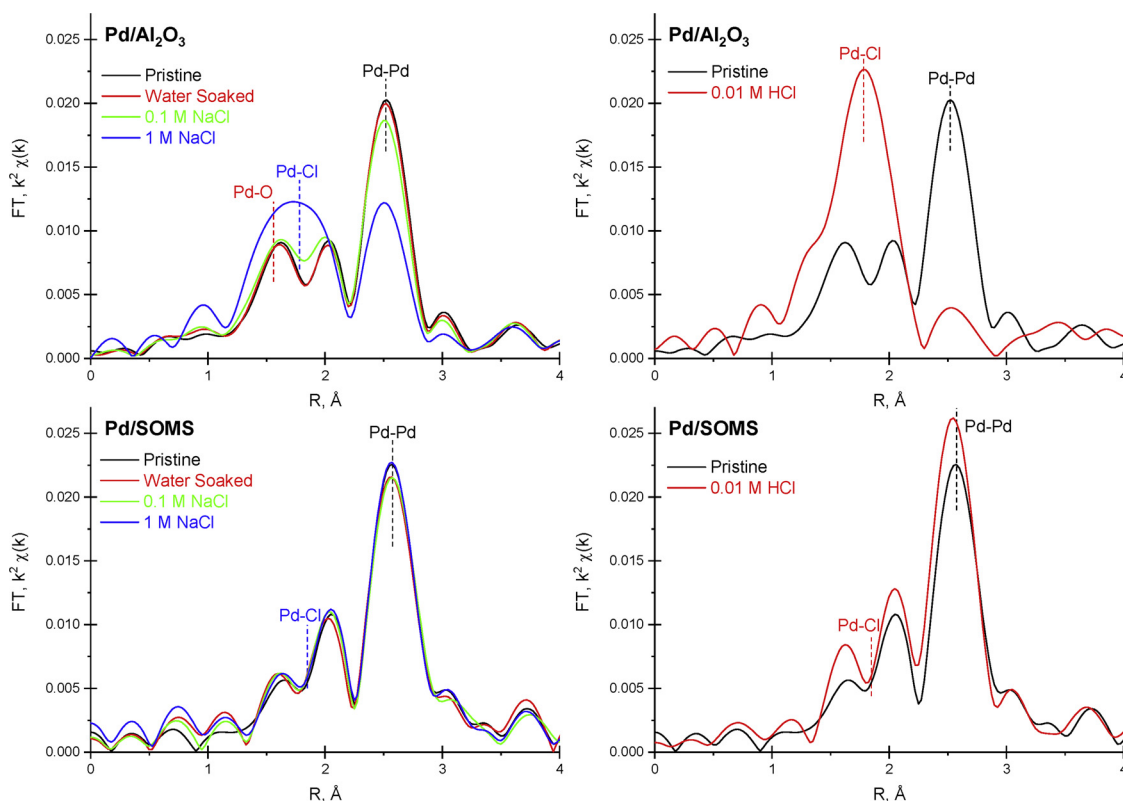 Pd/Al₂O₃
Pristine
Water Soaked
0.1 M NaCl
1 M NaCl
Pd-O
Pd-Cl
Pd-Pd
0.025
0.020
0.015
0.010
0.005
0.000
FT, k² χ(k)
0 1 2 3 4
R, Å
Pd/Al₂O₃
Pristine
0.01 M HCl
Pd-Cl
Pd-Pd
0.025
0.020
0.015
0.010
0.005
0.000
FT, k² χ(k)
0 1 2 3 4
R, Å
Pd/SOMS
Pristine
Water Soaked
0.1 M NaCl
1 M NaCl
Pd-Cl
Pd-Pd
0.025
0.020
0.015
0.010
0.005
0.000
FT, k² χ(k)
0 1 2 3 4
R, Å
Pd/SOMS
Pristine
0.01 M HCl
Pd-Cl
Pd-Pd
0.025
0.020
0.015
0.010
0.005
0.000
FT, k² χ(k)
0 1 2 3 4
R, Å